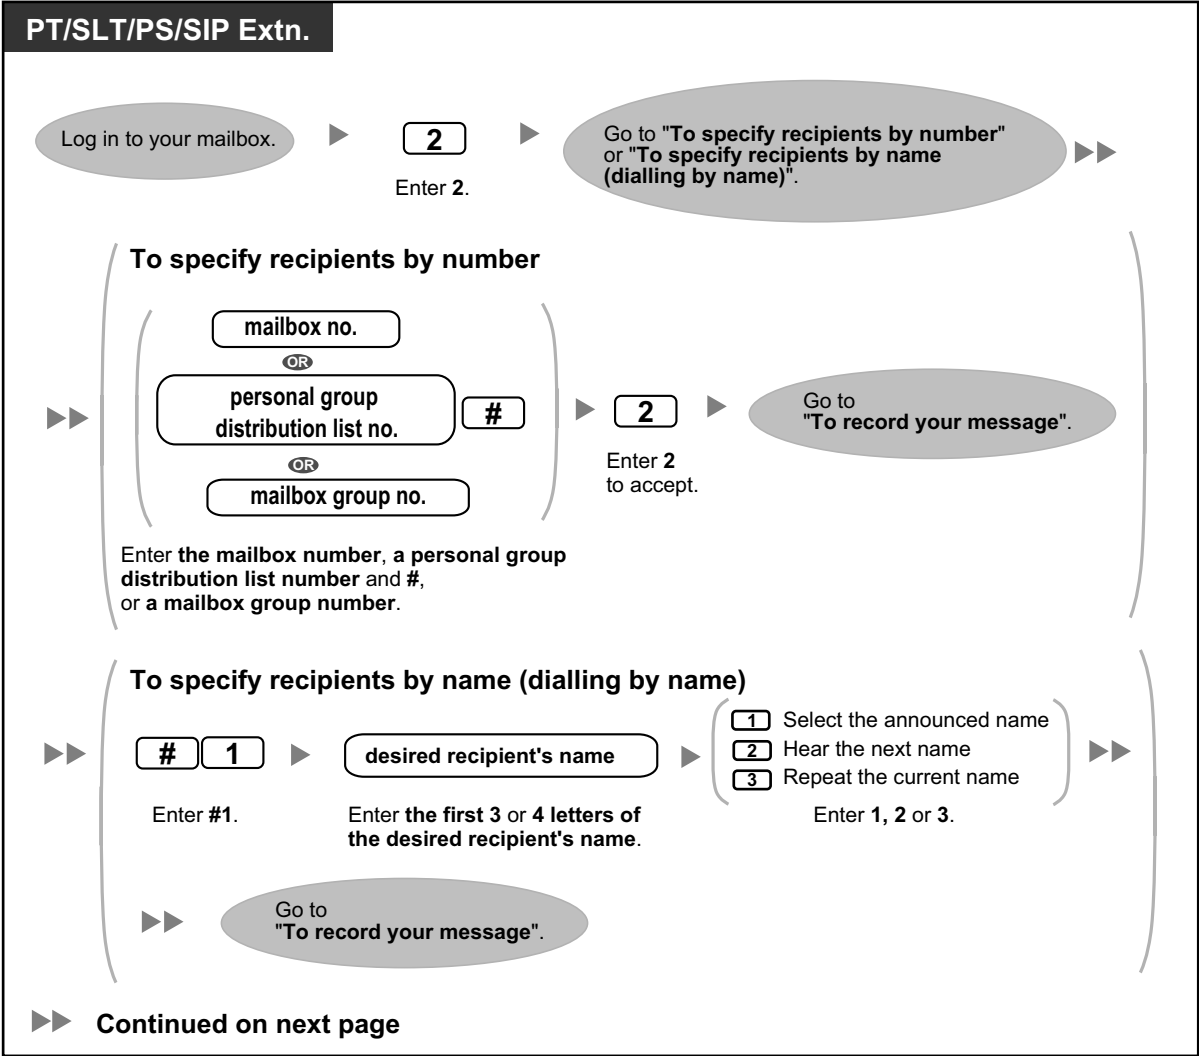 PT/SLT/PS/SIP Extn.
Log in to your mailbox.
2
Enter 2.
Go to "To specify recipients by number"
or "To specify recipients by name
(dialling by name)".
To specify recipients by number
mailbox no.
OR
personal group
distribution list no.
#
OR
mailbox group no.
Enter the mailbox number, a personal group
distribution list number and #,
or a mailbox group number.
2
Enter 2
to accept.
Go to
"To record your message".
To specify recipients by name (dialling by name)
# 1
Enter #1.
desired recipient's name
Enter the first 3 or 4 letters of
the desired recipient's name.
1 Select the announced name
2 Hear the next name
3 Repeat the current name
Enter 1, 2 or 3.
Go to
"To record your message".
Continued on next page